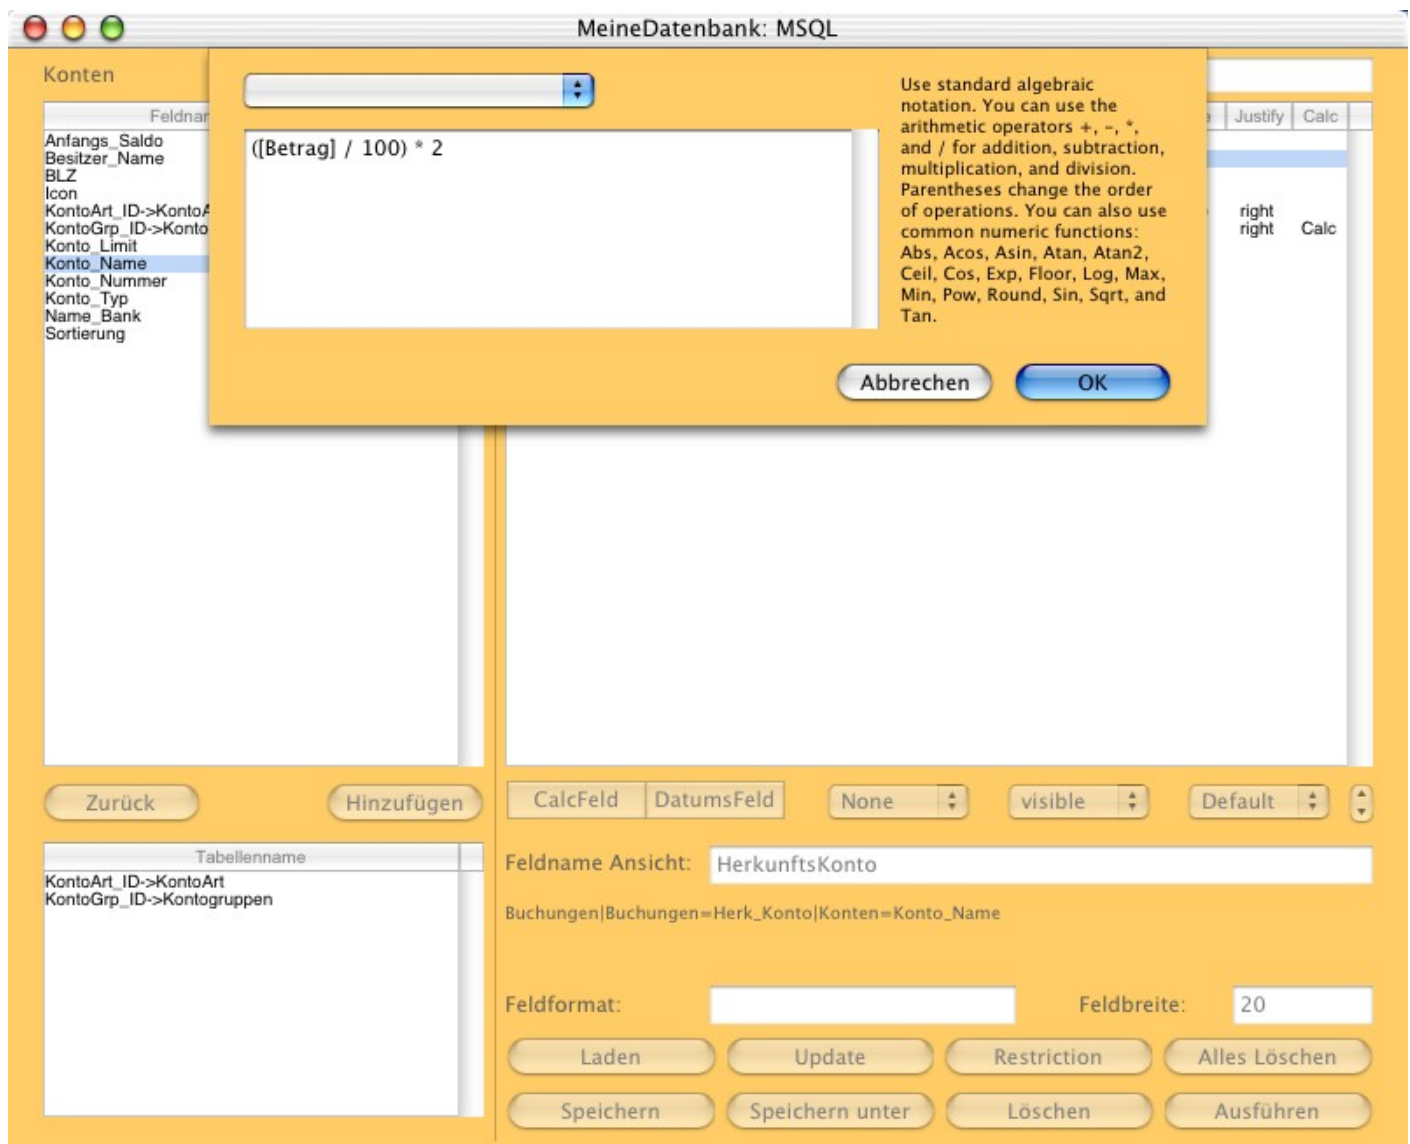 MeineDatenbank: MSQL
Konten
Feldnar
Anfangs_Saldo
Besitzer_Name
BLZ
Icon
KontoArt_ID->KontoA
KontoGrp_ID->Konto
Konto_Limit
Konto_Name
Konto_Nummer
Konto_Typ
Name_Bank
Sortierung
([Betrag] / 100) * 2
Use standard algebraic
notation. You can use the
arithmetic operators +, -, *,
and / for addition, subtraction,
multiplication, and division.
Parentheses change the order
of operations. You can also use
common numeric functions:
Abs, Acos, Asin, Atan, Atan2,
Ceil, Cos, Exp, Floor, Log, Max,
Min, Pow, Round, Sin, Sqrt, and
Tan.
Abbrechen OK
Justify Calc
right
right Calc
Zurück Hinzufügen
CalcFeld DatumsFeld None visible Default
Tabellenname
KontoArt_ID->KontoArt
KontoGrp_ID->Kontogruppen
Feldname Ansicht: HerkunftsKonto
Buchungen|Buchungen=Herk_Konto|Konten=Konto_Name
Feldformat: Feldbreite: 20
Laden Update Restriction Alles Löschen
Speichern Speichern unter Löschen Ausführen